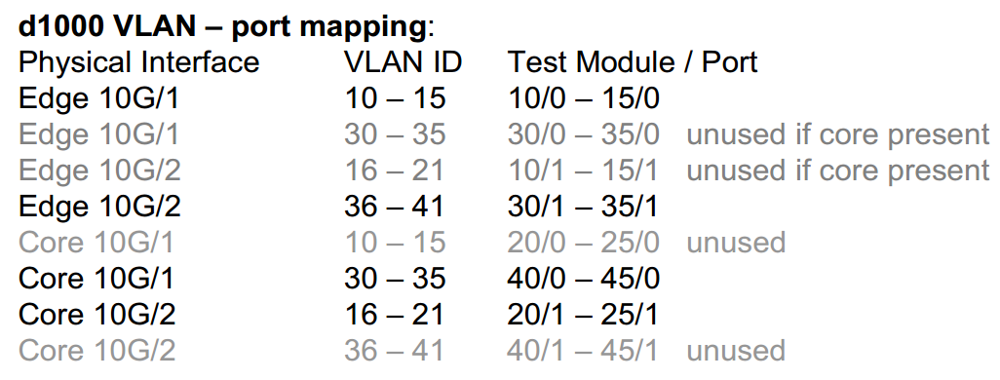 d1000 VLAN – port mapping:
Physical Interface VLAN ID Test Module / Port
Edge 10G/1 10 – 15 10/0 – 15/0
Edge 10G/1 30 – 35 30/0 – 35/0 unused if core present
Edge 10G/2 16 – 21 10/1 – 15/1 unused if core present
Edge 10G/2 36 – 41 30/1 – 35/1
Core 10G/1 10 – 15 20/0 – 25/0 unused
Core 10G/1 30 – 35 40/0 – 45/0
Core 10G/2 16 – 21 20/1 – 25/1
Core 10G/2 36 – 41 40/1 – 45/1 unused